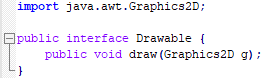 import java.awt.Graphics2D;
public interface Drawable {
    public void draw(Graphics2D g);
}